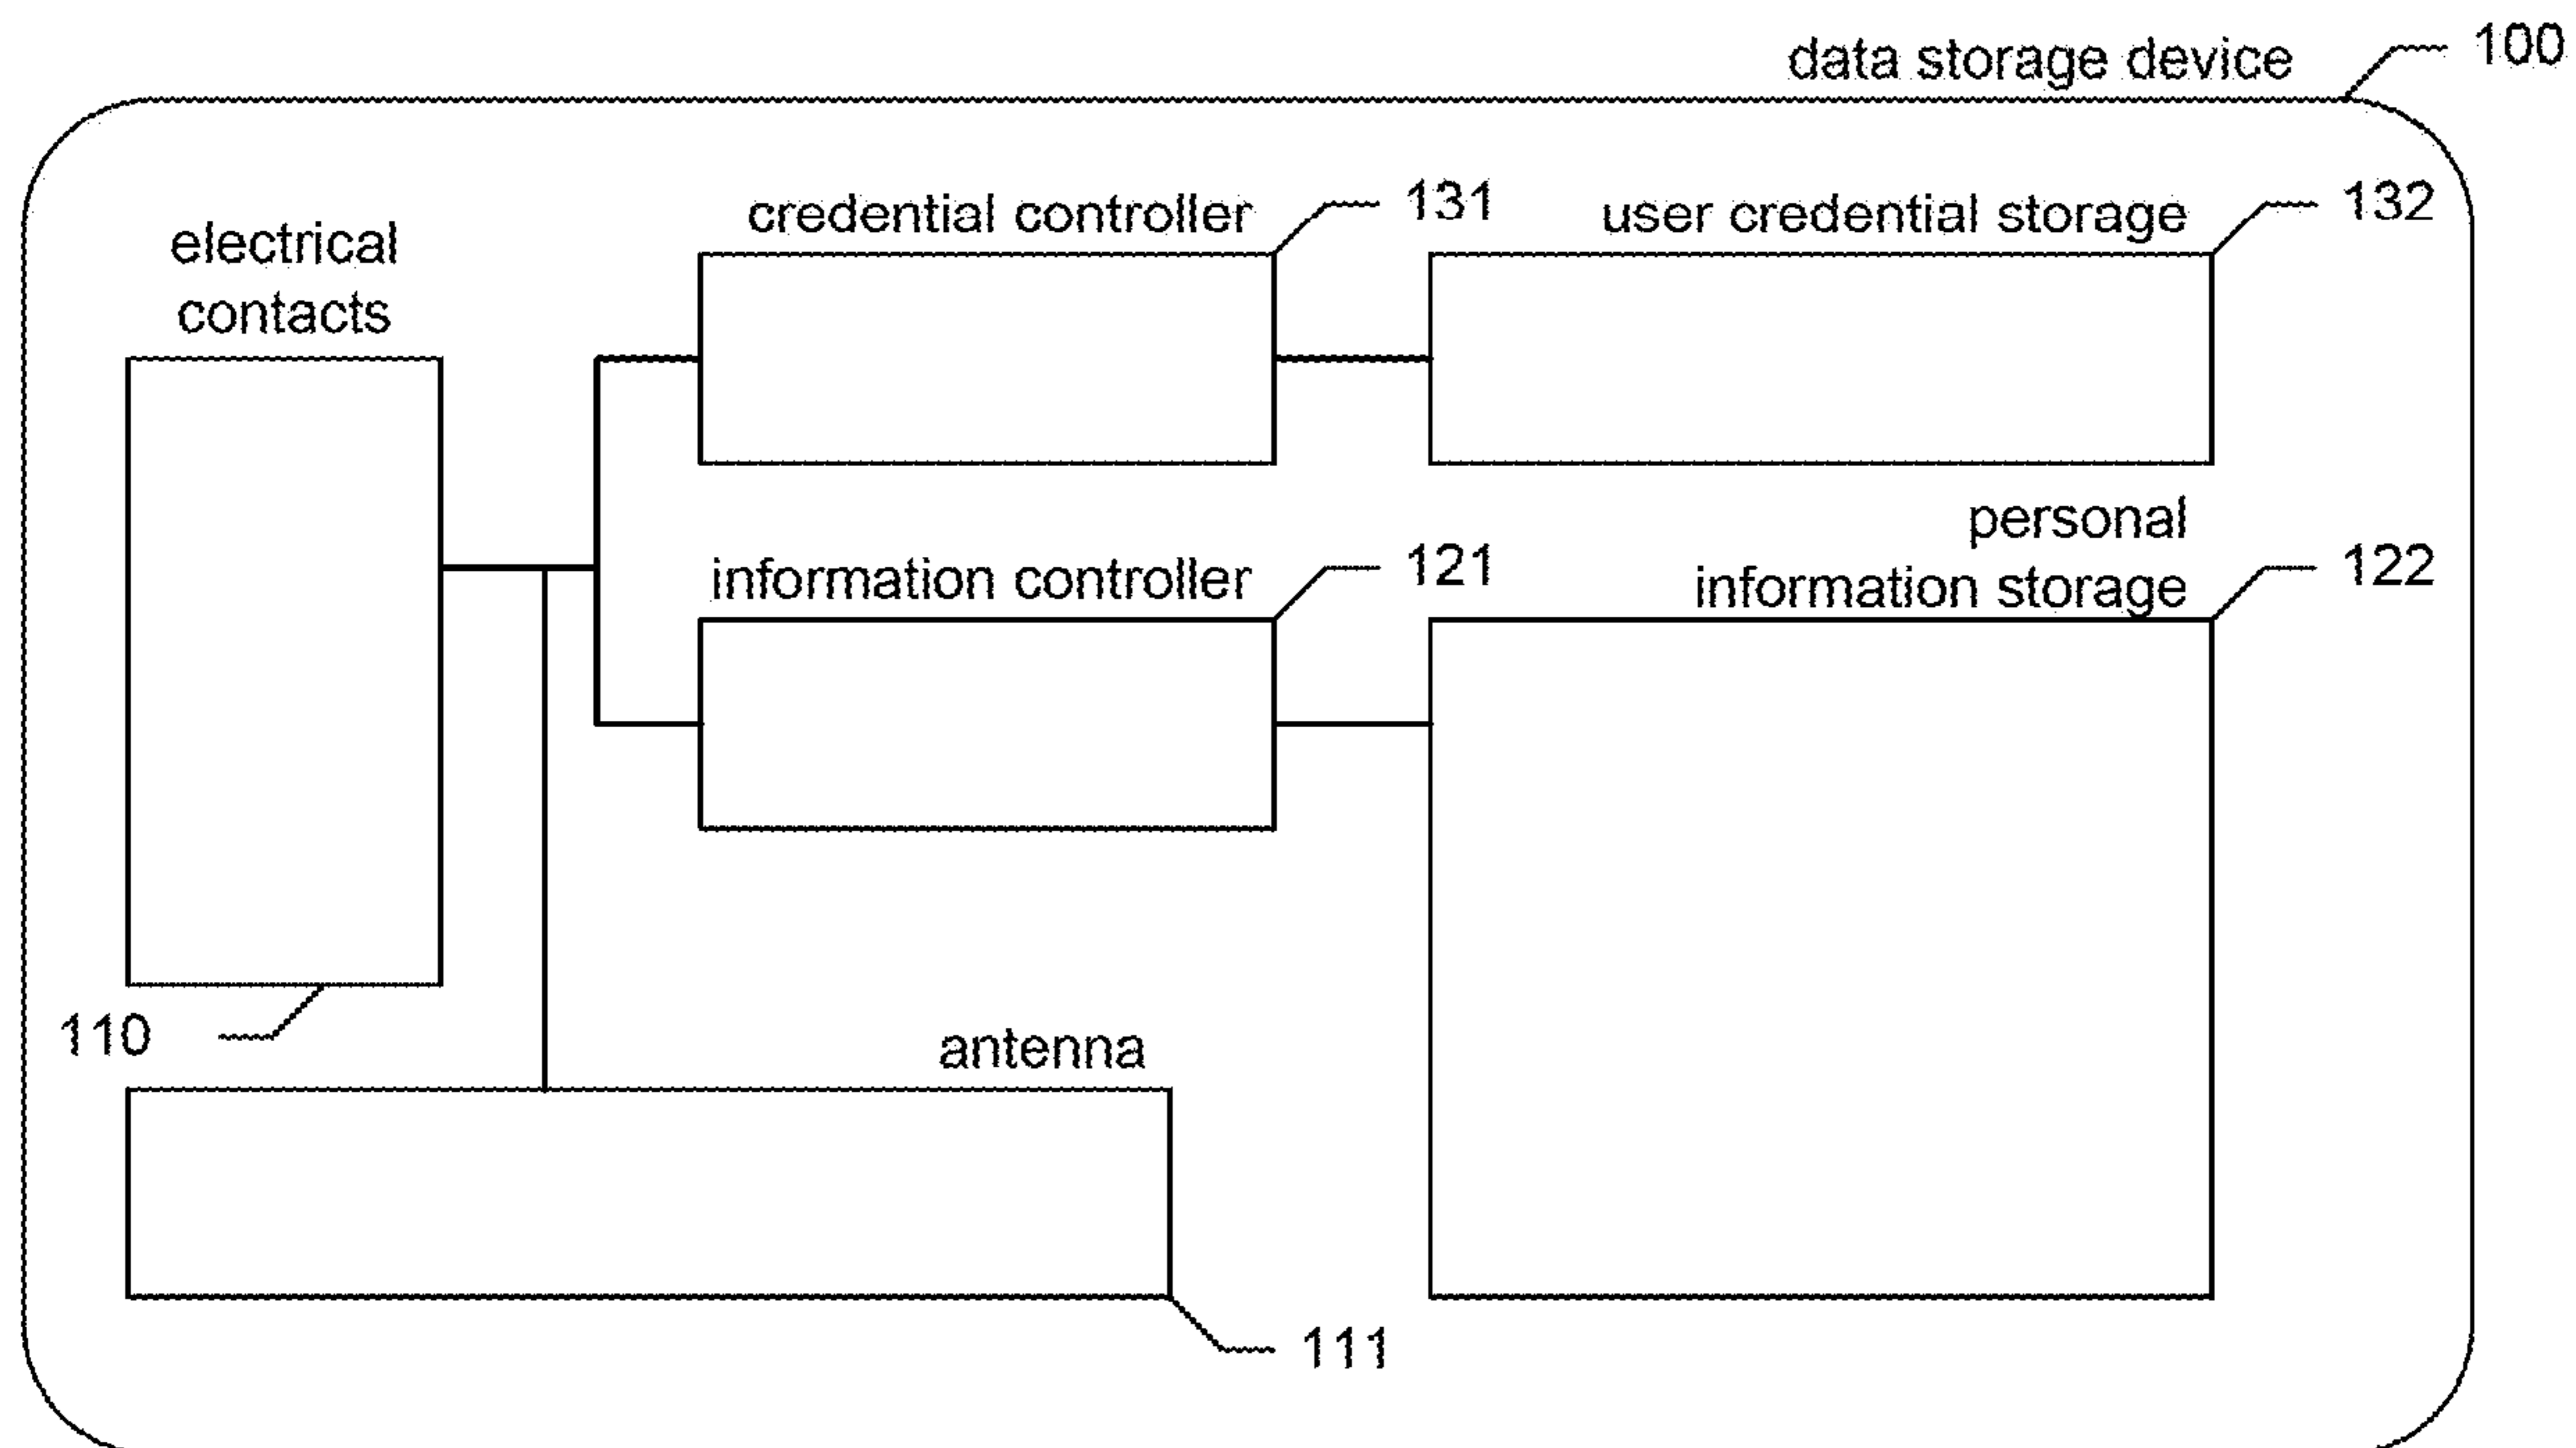 data storage device 100
credential controller 131
user credential storage 132
electrical
contacts
personal
information controller 121
information storage 122
110
antenna
111